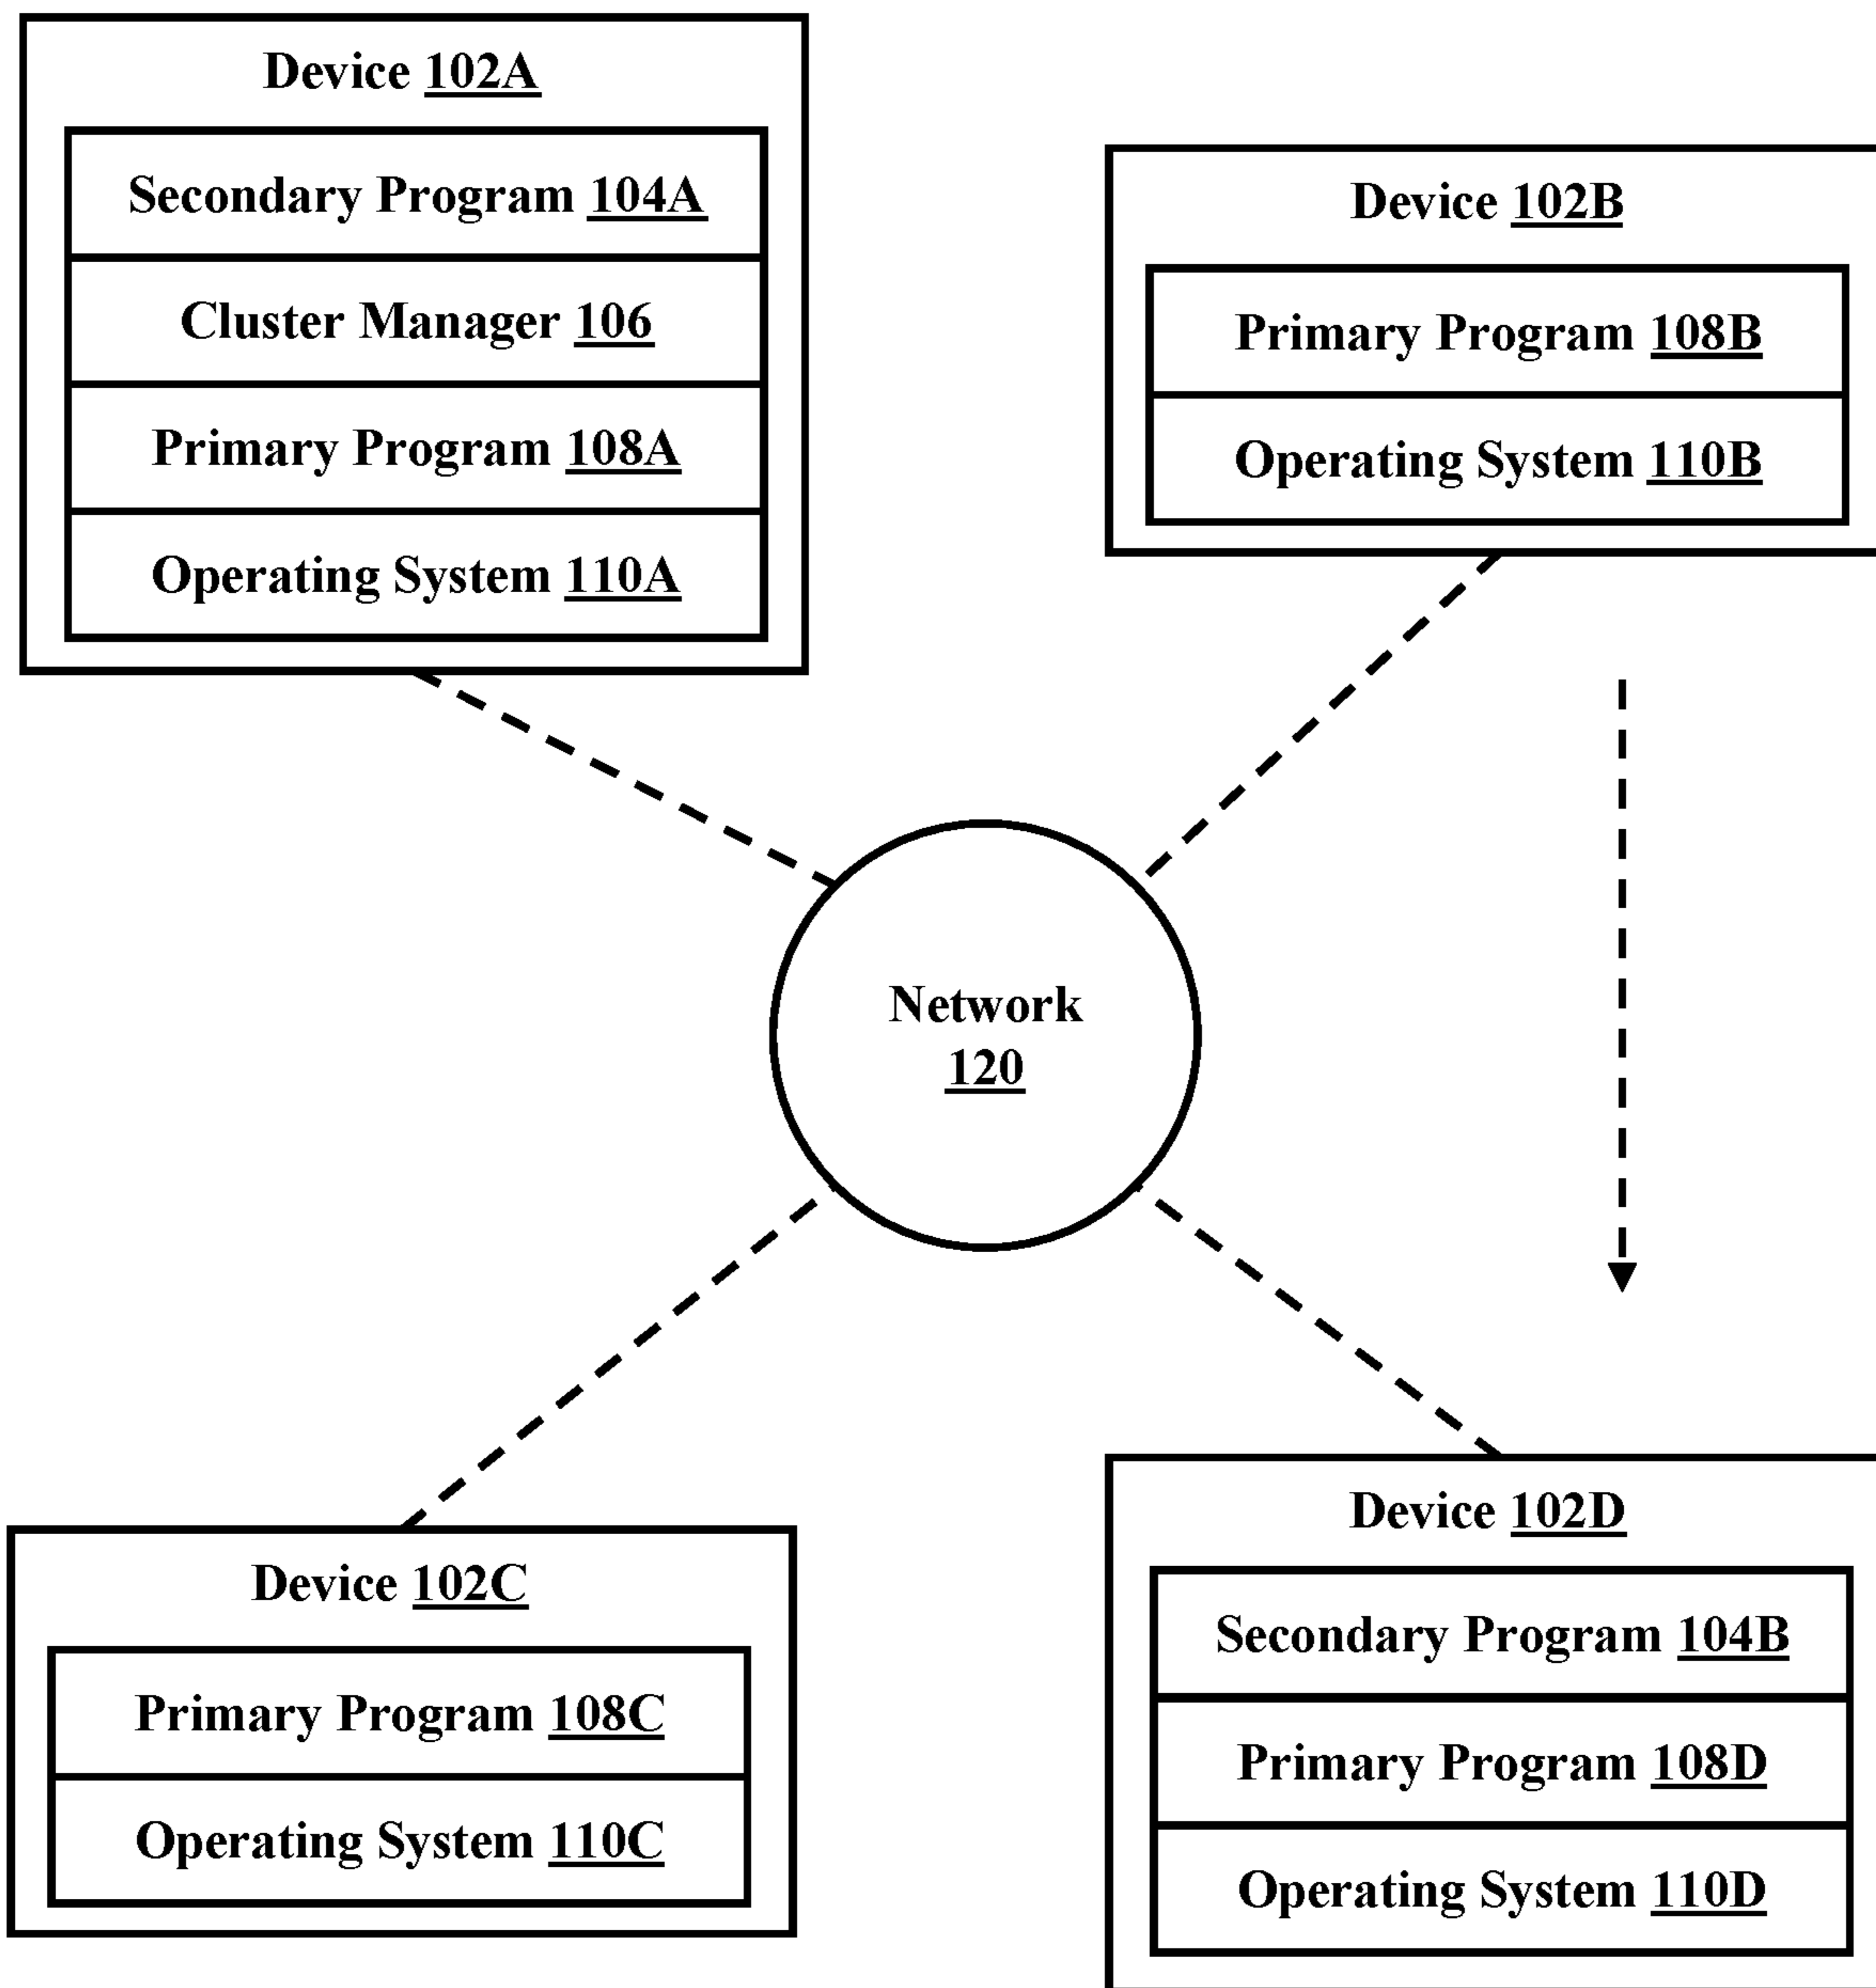 Device 102A
Secondary Program 104A
Cluster Manager 106
Primary Program 108A
Operating System 110A
Device 102B
Primary Program 108B
Operating System 110B
Network
120
Device 102C
Primary Program 108C
Operating System 110C
Device 102D
Secondary Program 104B
Primary Program 108D
Operating System 110D